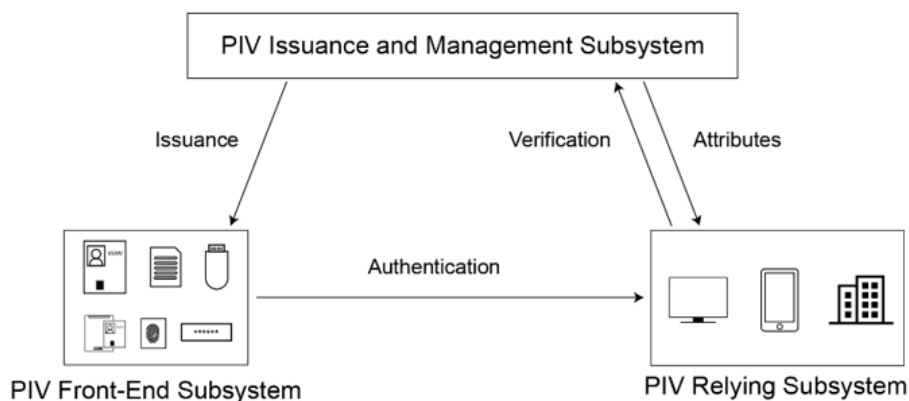 PIV Issuance and Management Subsystem
Issuance
Verification
Attributes
Authentication
******
PIV Front-End Subsystem
PIV Relying Subsystem